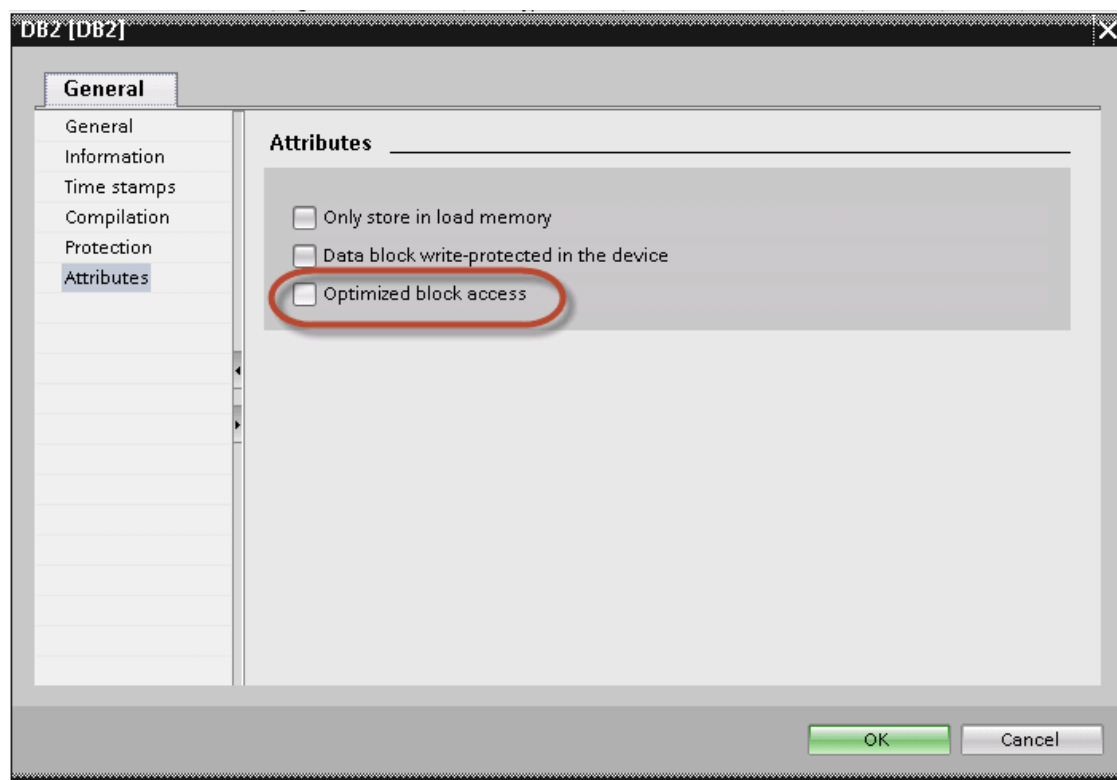 DB2 [DB2]
General
General
Information
Time stamps
Compilation
Protection
Attributes
Attributes
Only store in load memory
Data block write-protected in the device
Optimized block access
OK
Cancel